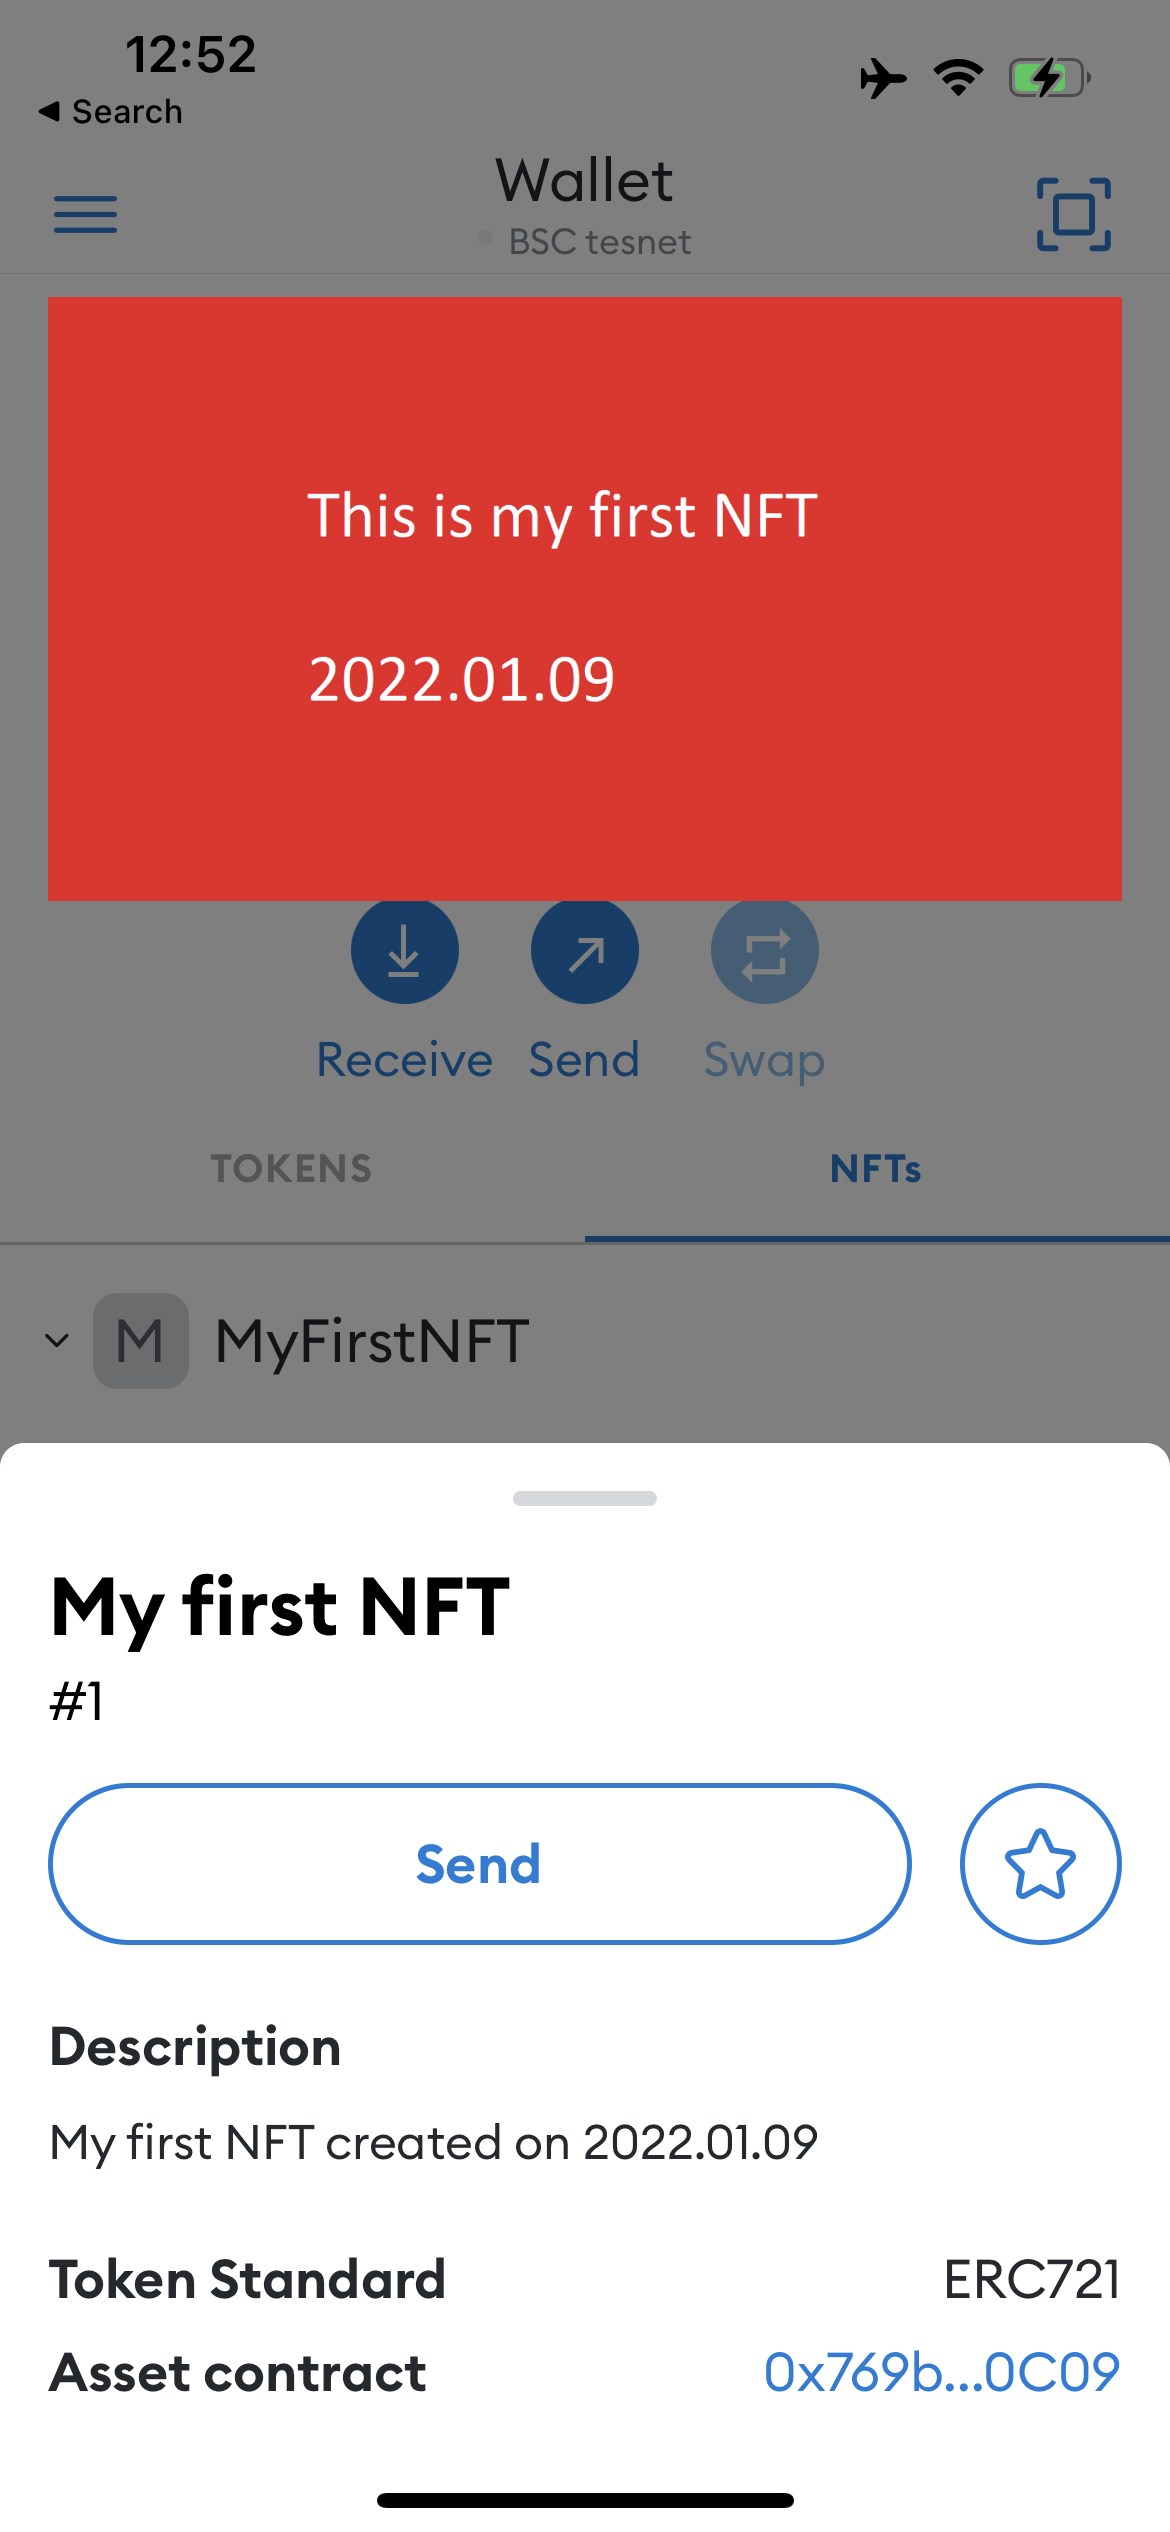 12:52
Search
Wallet
BSC tesnet
This is my first NFT
2022.01.09
Receive
Send
Swap
TOKENS
NFTs
M
MyFirstNFT
My first NFT
#1
Send
Description
My first NFT created on 2022.01.09
Token Standard
ERC721
Asset contract
0x769b...0C09